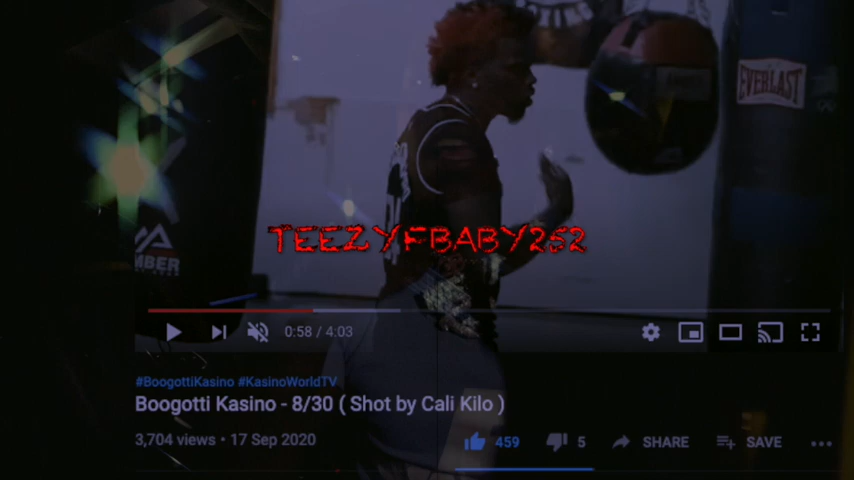 EVERLAST
TEEZYFBABY252
MBER
0:58 / 4:03
#BoogottiKasino #KasinoWorldTV
Boogotti Kasino - 8/30 ( Shot by Cali Kilo )
3,704 views • 17 Sep 2020
459
5
SHARE
SAVE